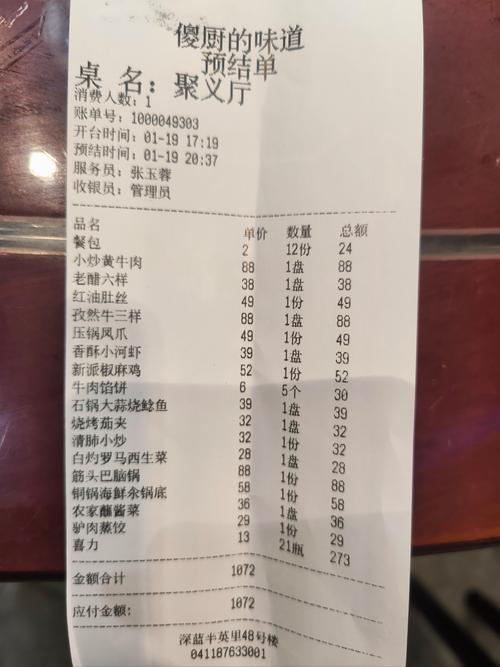 傻厨的味道
预结单
桌 名：聚义厅
消费人数：1
账单号：1000049303
开台时间：01-19 17:19
预结时间：01-19 20:37
服务员：张玉蓉
收银员：管理员
品名 单价 数量 总额
餐包 2 12份 24
小炒黄牛肉 88 1盘 88
老醋六样 38 1盘 38
红油肚丝 49 1份 49
孜然牛三样 88 1盘 88
压锅凤爪 49 1份 49
香酥小河虾 39 1盘 39
新派椒麻鸡 52 1份 52
牛肉馅饼 6 5个 30
石锅大蒜烧鲶鱼 39 1盘 39
烧烤茄夹 32 1盘 32
清肺小炒 32 1份 32
白灼罗马西生菜 28 1盘 28
筋头巴脑锅 88 1份 88
铜锅海鲜汆锅底 58 1份 58
农家蘸酱菜 36 1盘 36
驴肉蒸饺 29 1份 29
喜力 13 21瓶 273
金额合计 1072
应付金额： 1072
深蓝半英里48号楼
041187633001